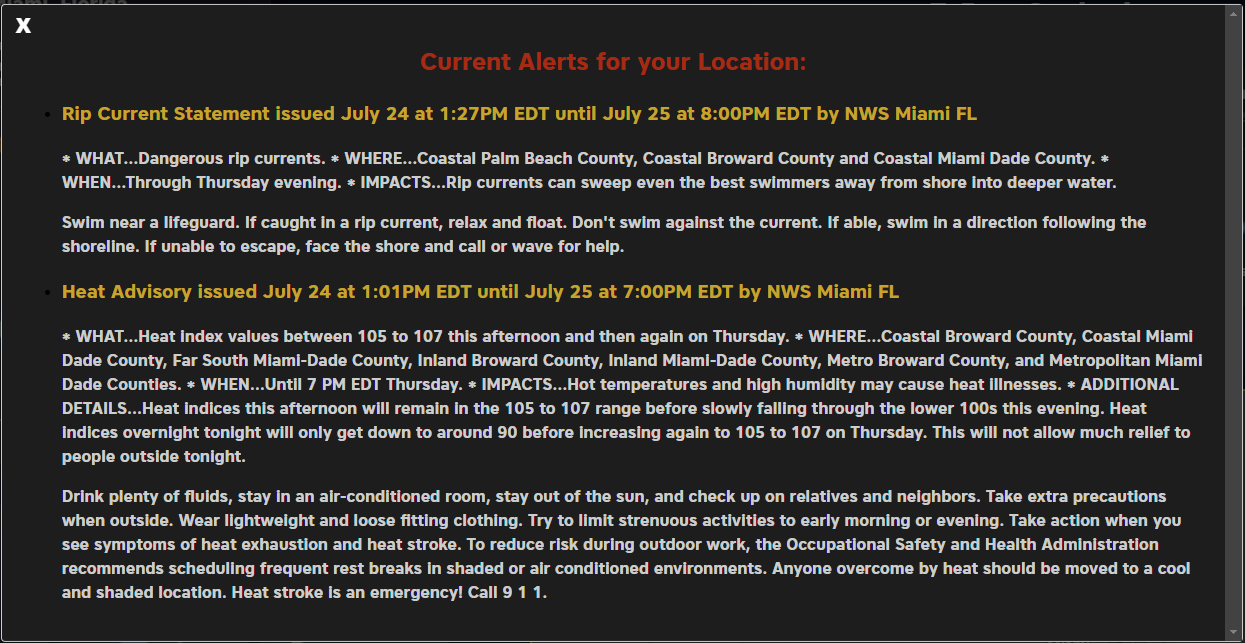 X
Current Alerts for your Location:
Rip Current Statement issued July 24 at 1:27PM EDT until July 25 at 8:00PM EDT by NWS Miami FL
* WHAT...Dangerous rip currents. * WHERE...Coastal Palm Beach County, Coastal Broward County and Coastal Miami Dade County. *
WHEN...Through Thursday evening. * IMPACTS...Rip currents can sweep even the best swimmers away from shore into deeper water.
Swim near a lifeguard. If caught in a rip current, relax and float. Don't swim against the current. If able, swim in a direction following the
shoreline. If unable to escape, face the shore and call or wave for help.
Heat Advisory issued July 24 at 1:01PM EDT until July 25 at 7:00PM EDT by NWS Miami FL
* WHAT...Heat index values between 105 to 107 this afternoon and then again on Thursday. * WHERE...Coastal Broward County, Coastal Miami
Dade County, Far South Miami-Dade County, Inland Broward County, Inland Miami-Dade County, Metro Broward County, and Metropolitan Miami
Dade Counties. * WHEN...Until 7 PM EDT Thursday. * IMPACTS...Hot temperatures and high humidity may cause heat illnesses. * ADDITIONAL
DETAILS...Heat indices this afternoon will remain in the 105 to 107 range before slowly falling through the lower 100s this evening. Heat
indices overnight tonight will only get down to around 90 before increasing again to 105 to 107 on Thursday. This will not allow much relief to
people outside tonight.
Drink plenty of fluids, stay in an air-conditioned room, stay out of the sun, and check up on relatives and neighbors. Take extra precautions
when outside. Wear lightweight and loose fitting clothing. Try to limit strenuous activities to early morning or evening. Take action when you
see symptoms of heat exhaustion and heat stroke. To reduce risk during outdoor work, the Occupational Safety and Health Administration
recommends scheduling frequent rest breaks in shaded or air conditioned environments. Anyone overcome by heat should be moved to a cool
and shaded location. Heat stroke is an emergency! Call 9 1 1.